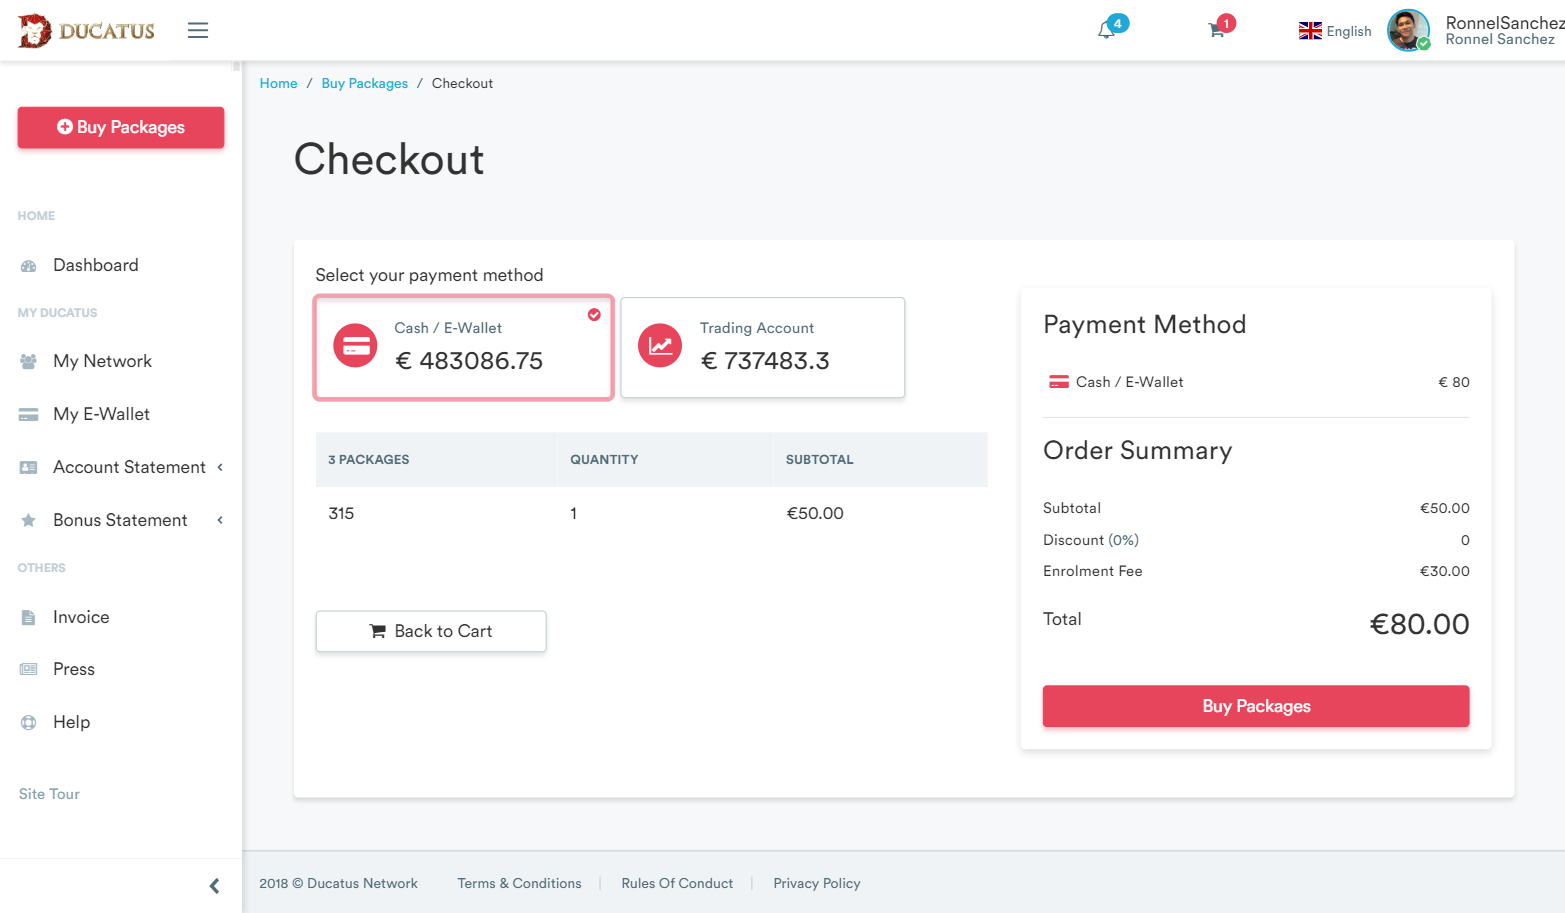 DUCATUS
4
1
English
RonnelSanchez
Ronnel Sanchez
Home / Buy Packages / Checkout
Buy Packages
Checkout
HOME
Dashboard
MY DUCATUS
My Network
My E-Wallet
Account Statement
Bonus Statement
OTHERS
Invoice
Press
Help
Site Tour
Select your payment method
Cash / E-Wallet
€ 483086.75
Trading Account
€ 737483.3
3 PACKAGES QUANTITY SUBTOTAL
315 1 €50.00
Back to Cart
Payment Method
Cash / E-Wallet € 80
Order Summary
Subtotal €50.00
Discount (0%) 0
Enrolment Fee €30.00
Total €80.00
Buy Packages
2018 © Ducatus Network Terms & Conditions | Rules Of Conduct | Privacy Policy